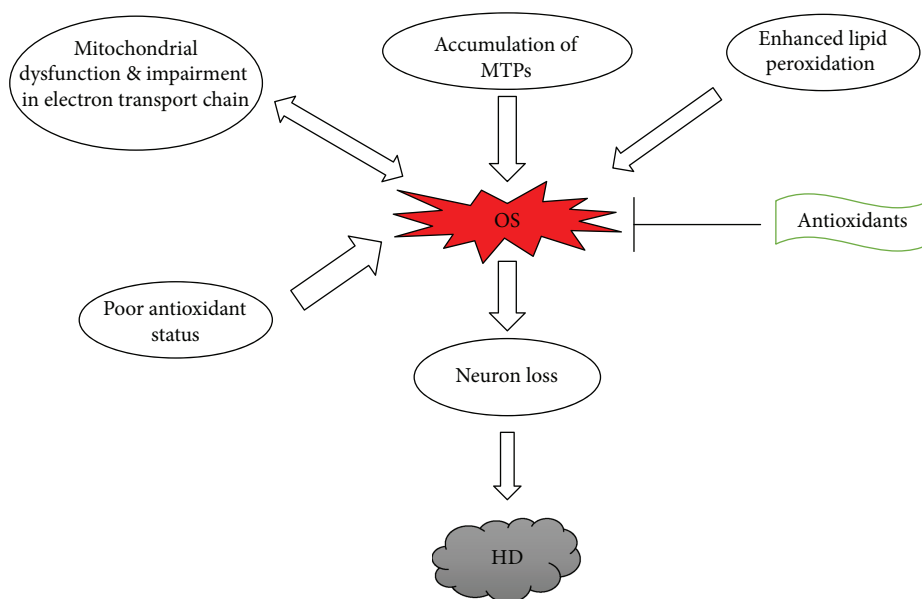 Mitochondrial
dysfunction & impairment
in electron transport chain
Accumulation of
MTPs
Enhanced lipid
peroxidation
OS
Antioxidants
Poor antioxidant
status
Neuron loss
HD